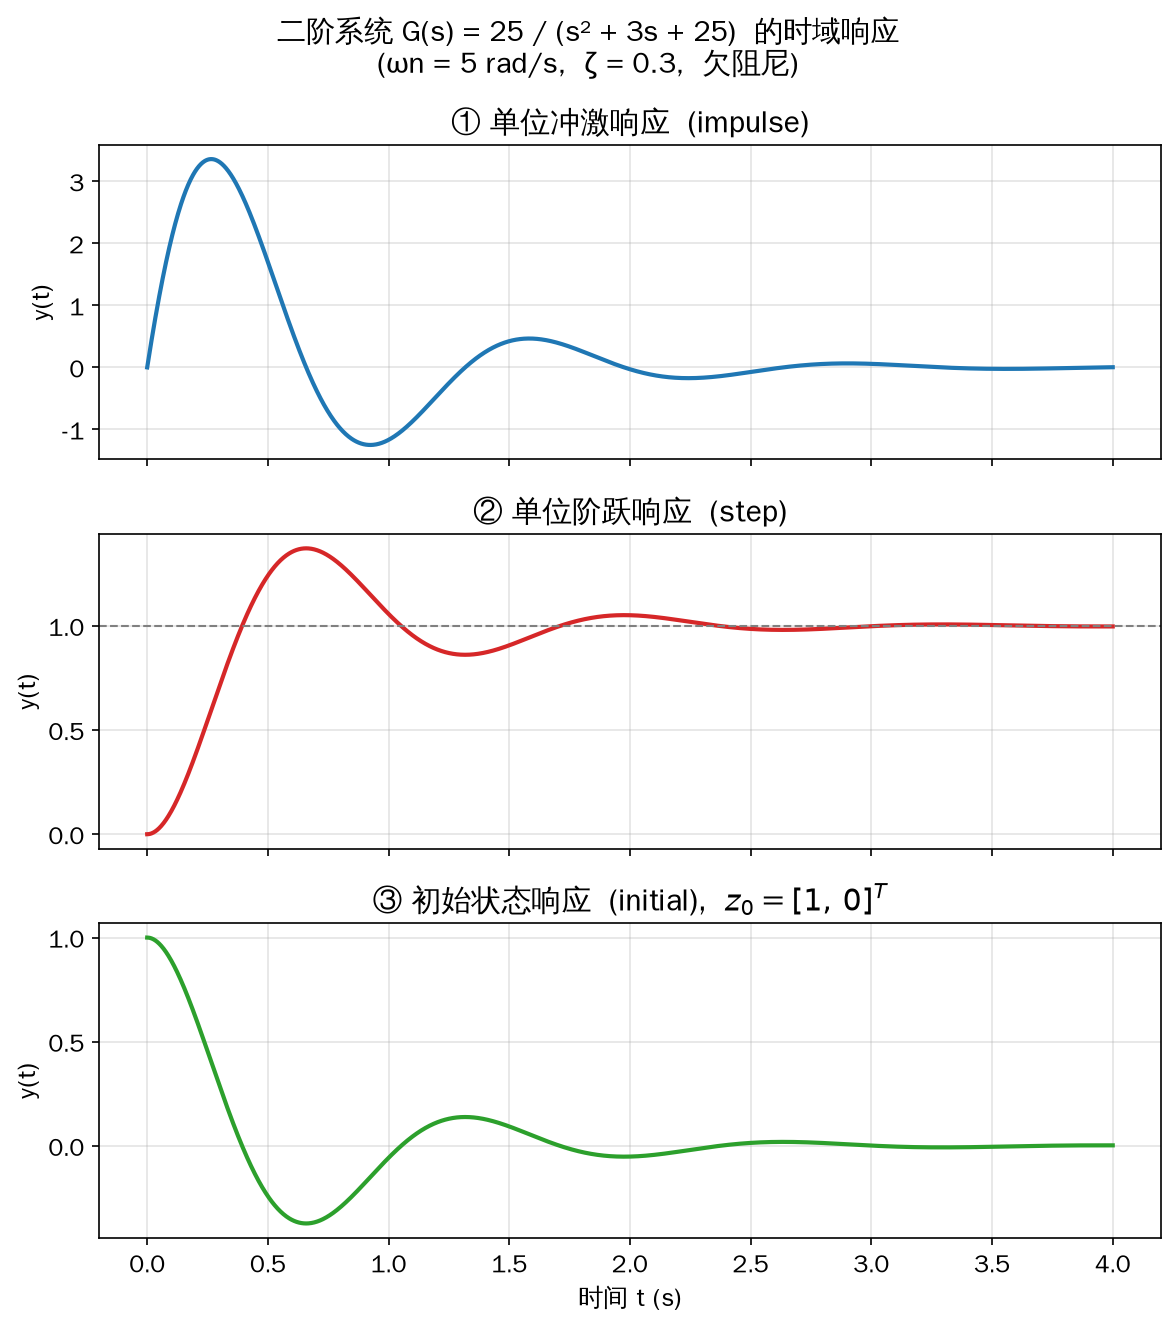 二阶系统 G(s) = 25 / (s² + 3s + 25) 的时域响应
(ωn = 5 rad/s, ζ = 0.3, 欠阻尼)
① 单位冲激响应 (impulse)
3
2
1
0
-1
y(t)
② 单位阶跃响应 (step)
1.0
0.5
0.0
y(t)
③ 初始状态响应 (initial), z₀ = [1, 0]ᵀ
1.0
0.5
0.0
y(t)
0.0 0.5 1.0 1.5 2.0 2.5 3.0 3.5 4.0
时间 t (s)